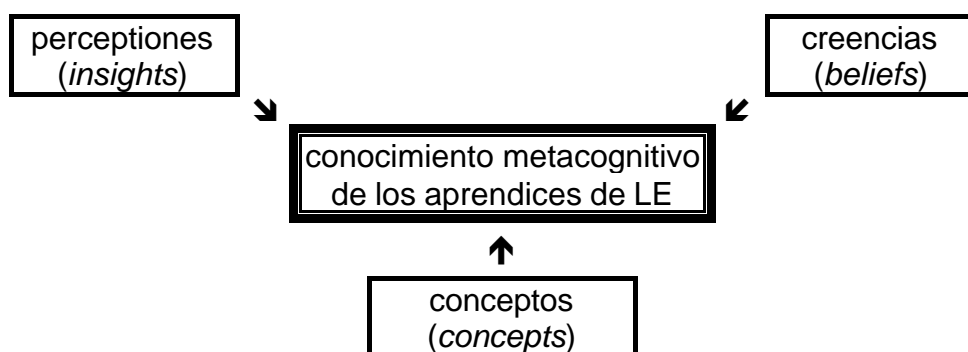 perceptiones
(insights)
creencias
(beliefs)
conocimiento metacognitivo
de los aprendices de LE
conceptos
(concepts)